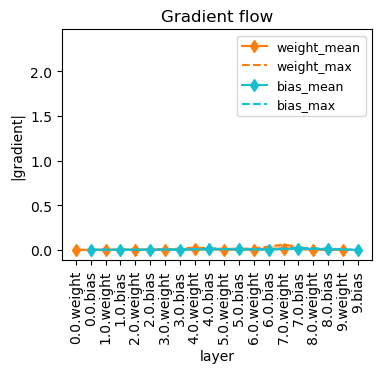 Gradient flow
weight_mean
weight_max
bias_mean
bias_max
|gradient|
2.0
1.5
1.0
0.5
0.0
0.0.weight
0.0.bias
1.0.weight
1.0.bias
2.0.weight
2.0.bias
3.0.weight
3.0.bias
4.0.weight
4.0.bias
5.0.weight
5.0.bias
6.0.weight
6.0.bias
7.0.weight
7.0.bias
8.0.weight
8.0.bias
9.weight
9.bias
layer